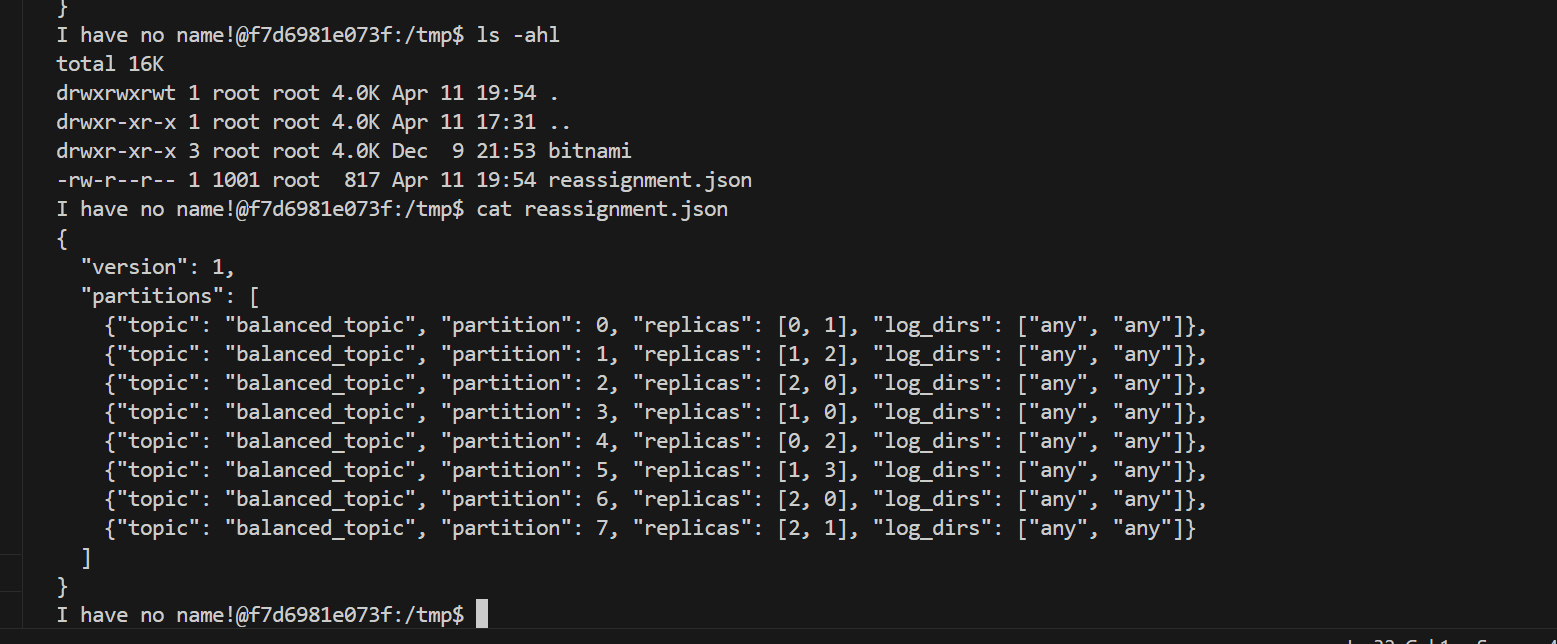 }
I have no name!@f7d6981e073f:/tmp$ ls -ahl
total 16K
drwxrwxrwt 1 root root 4.0K Apr 11 19:54 .
drwxr-xr-x 1 root root 4.0K Apr 11 17:31 ..
drwxr-xr-x 3 root root 4.0K Dec  9 21:53 bitnami
-rw-r--r-- 1 1001 root  817 Apr 11 19:54 reassignment.json
I have no name!@f7d6981e073f:/tmp$ cat reassignment.json
{
  "version": 1,
  "partitions": [
    {"topic": "balanced_topic", "partition": 0, "replicas": [0, 1], "log_dirs": ["any", "any"]},
    {"topic": "balanced_topic", "partition": 1, "replicas": [1, 2], "log_dirs": ["any", "any"]},
    {"topic": "balanced_topic", "partition": 2, "replicas": [2, 0], "log_dirs": ["any", "any"]},
    {"topic": "balanced_topic", "partition": 3, "replicas": [1, 0], "log_dirs": ["any", "any"]},
    {"topic": "balanced_topic", "partition": 4, "replicas": [0, 2], "log_dirs": ["any", "any"]},
    {"topic": "balanced_topic", "partition": 5, "replicas": [1, 3], "log_dirs": ["any", "any"]},
    {"topic": "balanced_topic", "partition": 6, "replicas": [2, 0], "log_dirs": ["any", "any"]},
    {"topic": "balanced_topic", "partition": 7, "replicas": [2, 1], "log_dirs": ["any", "any"]}
  ]
}
I have no name!@f7d6981e073f:/tmp$